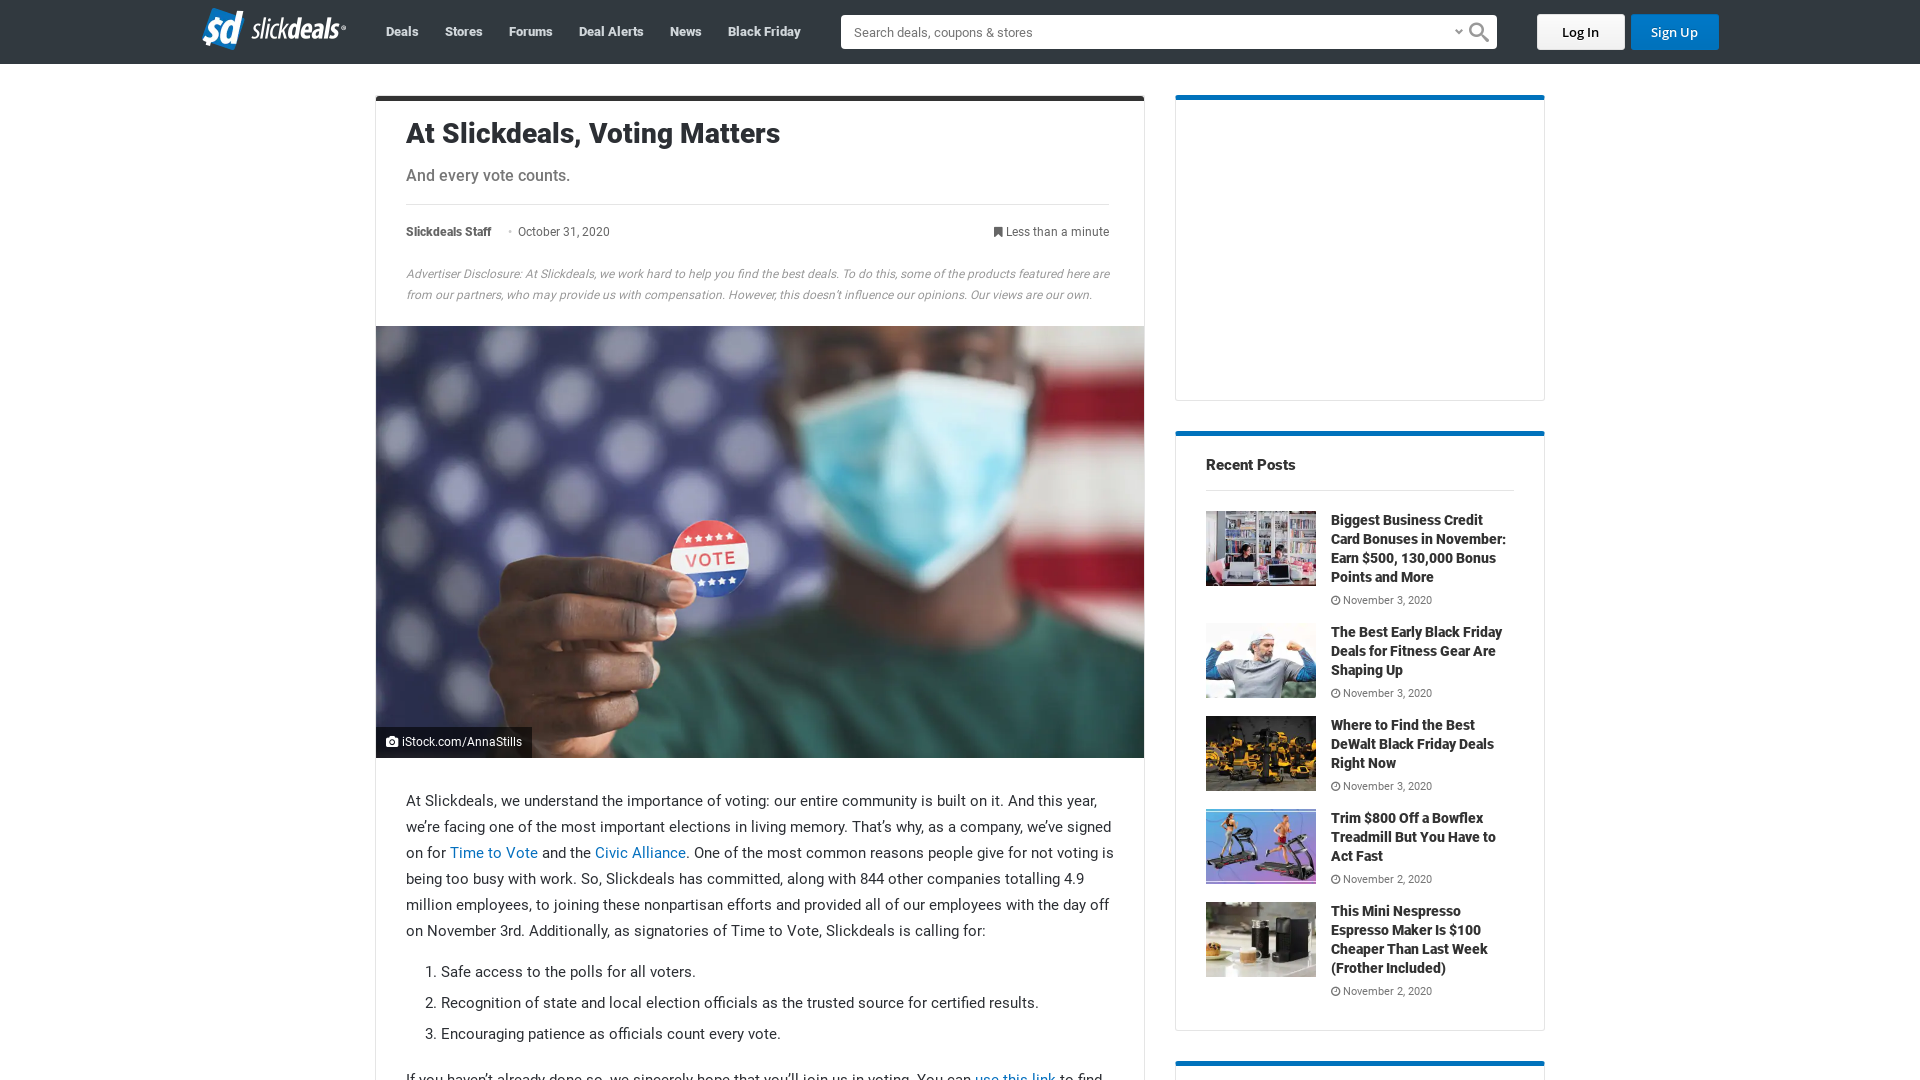 sd slickdeals
Deals Stores Forums Deal Alerts News Black Friday
Search deals, coupons & stores
Log In Sign Up
At Slickdeals, Voting Matters
And every vote counts.
Slickdeals Staff • October 31, 2020
Less than a minute
Advertiser Disclosure: At Slickdeals, we work hard to help you find the best deals. To do this, some of the products featured here are
from our partners, who may provide us with compensation. However, this doesn’t influence our opinions. Our views are our own.
VOTE
iStock.com/AnnaStills
At Slickdeals, we understand the importance of voting: our entire community is built on it. And this year,
we’re facing one of the most important elections in living memory. That’s why, as a company, we’ve signed
on for Time to Vote and the Civic Alliance. One of the most common reasons people give for not voting is
being too busy with work. So, Slickdeals has committed, along with 844 other companies totalling 4.9
million employees, to joining these nonpartisan efforts and provided all of our employees with the day off
on November 3rd. Additionally, as signatories of Time to Vote, Slickdeals is calling for:
1. Safe access to the polls for all voters.
2. Recognition of state and local election officials as the trusted source for certified results.
3. Encouraging patience as officials count every vote.
If you haven’t already done so, we sincerely hope that you’ll join us in voting. You can use this link to find
Recent Posts
Biggest Business Credit
Card Bonuses in November:
Earn $500, 130,000 Bonus
Points and More
November 3, 2020
The Best Early Black Friday
Deals for Fitness Gear Are
Shaping Up
November 3, 2020
Where to Find the Best
DeWalt Black Friday Deals
Right Now
November 3, 2020
Trim $800 Off a Bowflex
Treadmill But You Have to
Act Fast
November 2, 2020
This Mini Nespresso
Espresso Maker Is $100
Cheaper Than Last Week
(Frother Included)
November 2, 2020